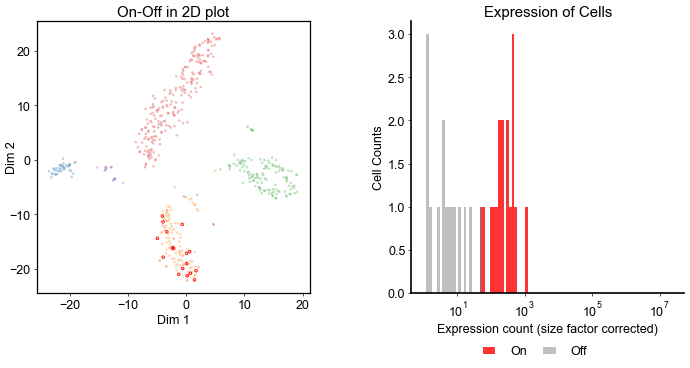 On-Off in 2D plot
Dim 2
20
10
0
−10
−20
−20 −10 0 10 20
Dim 1
Expression of Cells
Cell Counts
3.0
2.5
2.0
1.5
1.0
0.5
0.0
10^1 10^3 10^5 10^7
Expression count (size factor corrected)
On Off